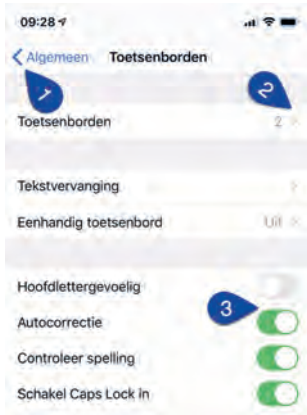 09:28
Algemeen Toetsenborden
1
2
Toetsenborden 2
Tekstvervanging
Eenhandig toetsenbord Uit
Hoofdlettergevoelig
3
Autocorrectie
Controleer spelling
Schakel Caps Lock in